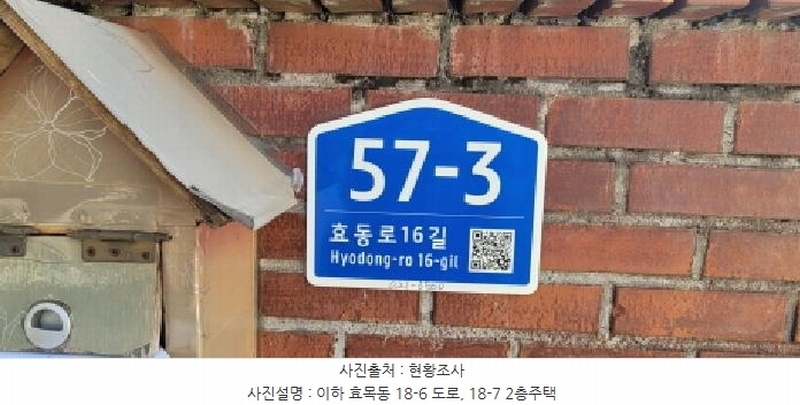 57-3
효동로16길
Hyodong-ro 16-gil
사진출처 : 현황조사
사진설명 : 이하 효목동 18-6 도로, 18-7 2층주택